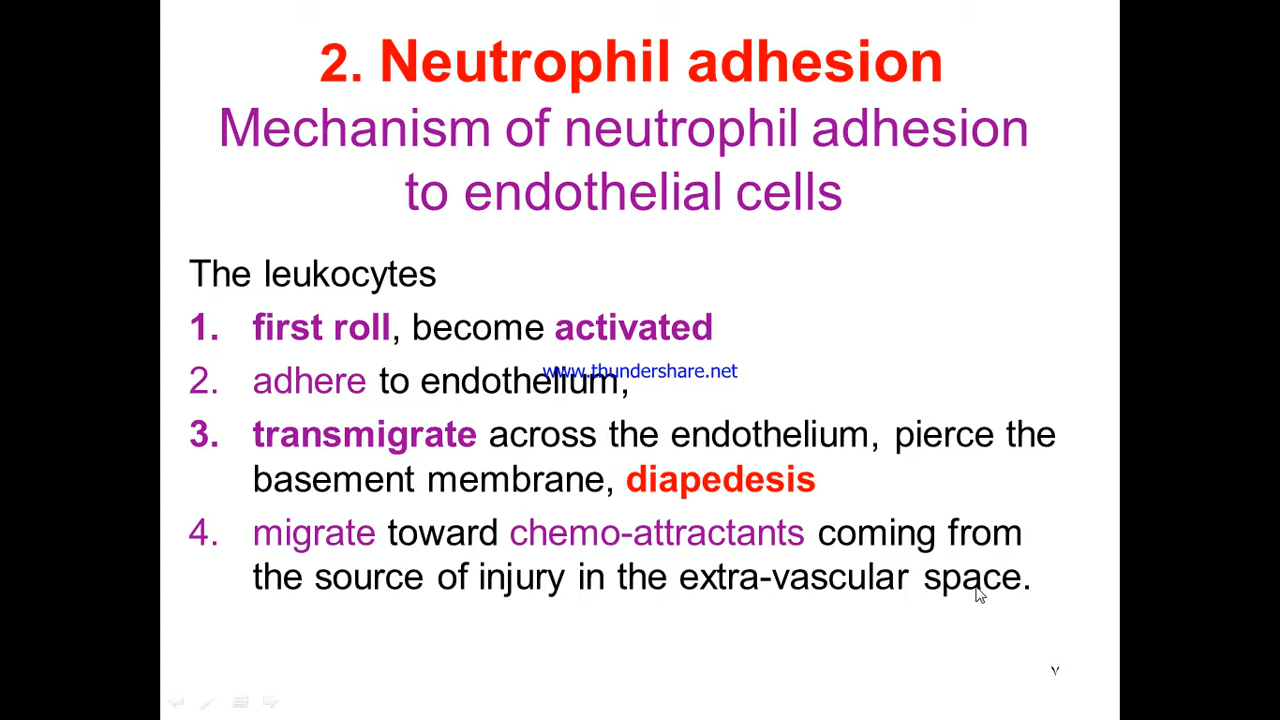 2. Neutrophil adhesion
Mechanism of neutrophil adhesion
to endothelial cells
The leukocytes
1. first roll, become activated
2. adhere to endothelium,
www.thundershare.net
3. transmigrate across the endothelium, pierce the
basement membrane, diapedesis
4. migrate toward chemo-attractants coming from
the source of injury in the extra-vascular space.
٧